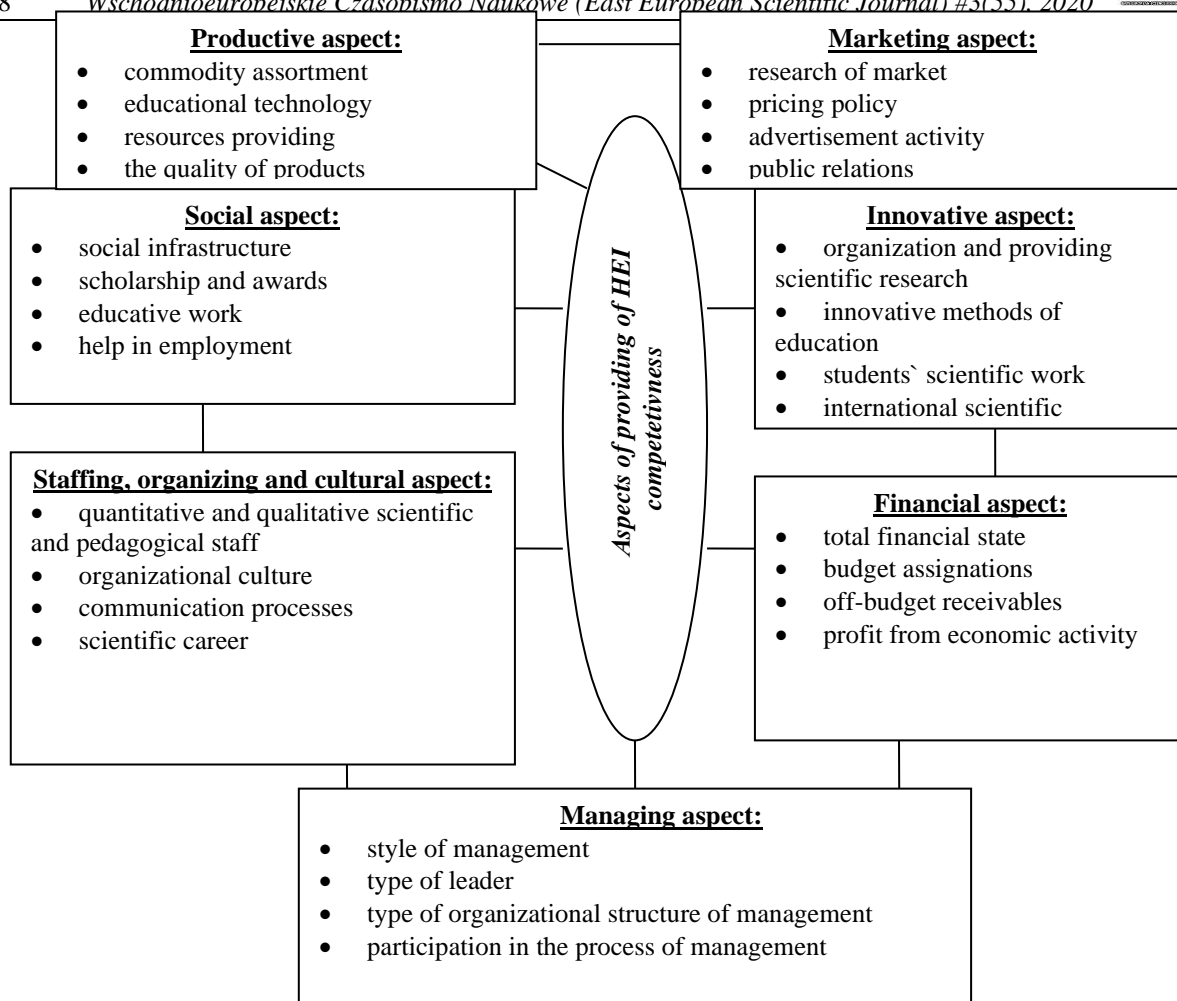 8 Wschodnioeuropejskie Czasopismo Naukowe (East European Scientific Journal) #3(55), 2020
Productive aspect:
• commodity assortment
• educational technology
• resources providing
• the quality of products
Marketing aspect:
• research of market
• pricing policy
• advertisement activity
• public relations
Social aspect:
• social infrastructure
• scholarship and awards
• educative work
• help in employment
Innovative aspect:
• organization and providing
scientific research
• innovative methods of
education
• students` scientific work
• international scientific
Aspects of providing of HEI
competetivness
Staffing, organizing and cultural aspect:
• quantitative and qualitative scientific
and pedagogical staff
• organizational culture
• communication processes
• scientific career
Financial aspect:
• total financial state
• budget assignations
• off-budget receivables
• profit from economic activity
Managing aspect:
• style of management
• type of leader
• type of organizational structure of management
• participation in the process of management